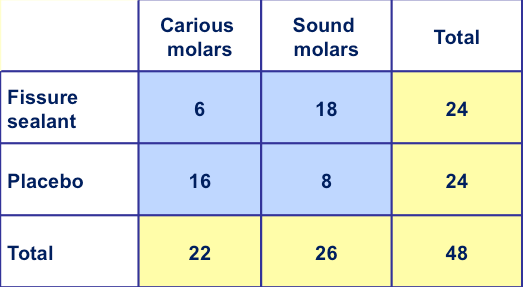 Carious
molars
Sound
molars
Total
Fissure
sealant
6
18
24
Placebo
16
8
24
Total
22
26
48